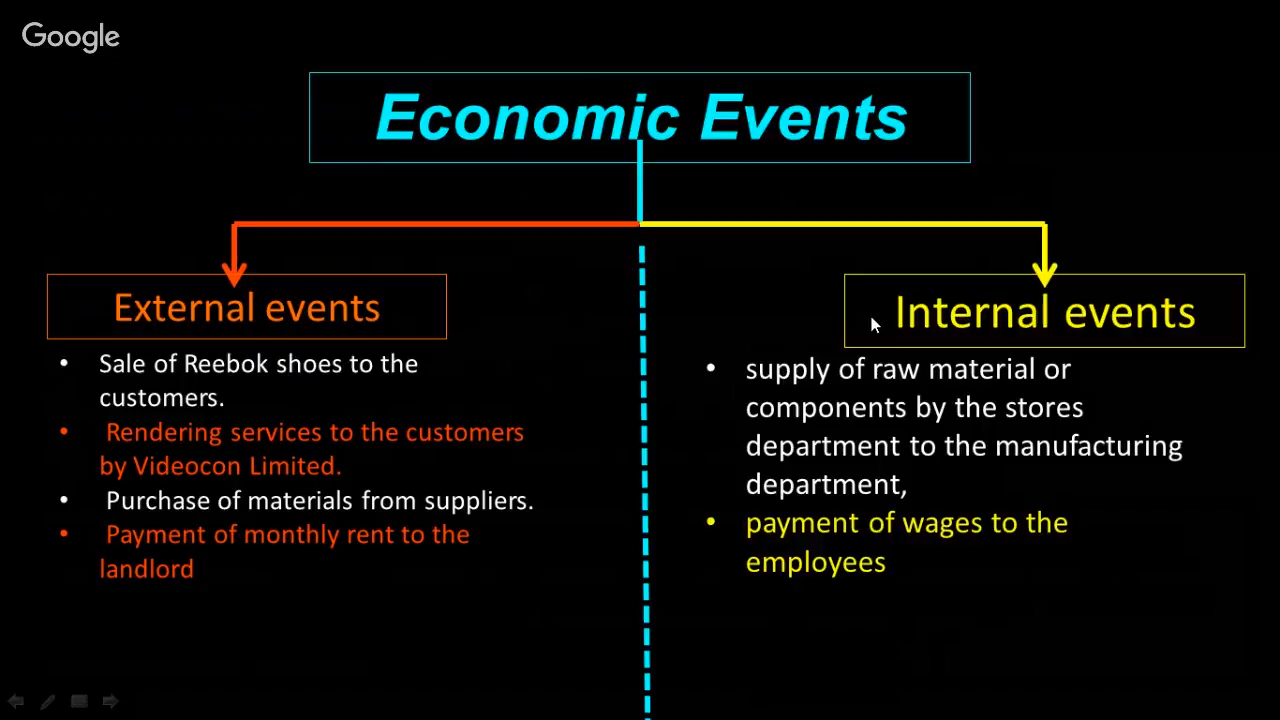 Google
Economic Events
External events
• Sale of Reebok shoes to the
customers.
• Rendering services to the customers
by Videocon Limited.
• Purchase of materials from suppliers.
• Payment of monthly rent to the
landlord
Internal events
• supply of raw material or
components by the stores
department to the manufacturing
department,
• payment of wages to the
employees